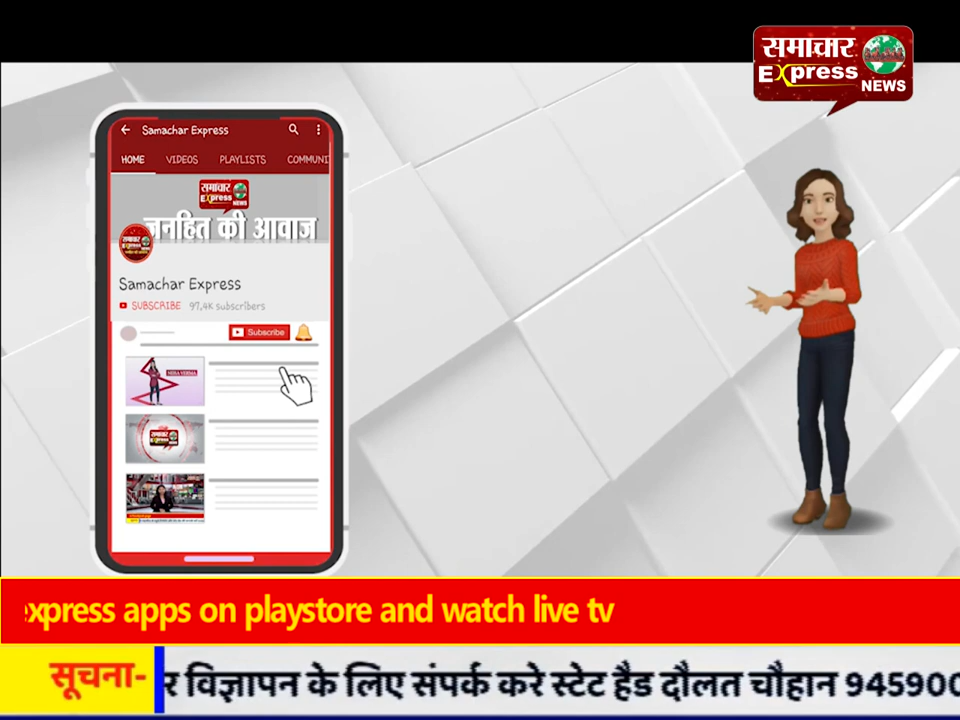 समाचार
Express
NEWS
Samachar Express
HOME VIDEOS PLAYLISTS COMMUNI
समाचार
Express
NEWS
जनहित की आवाज
Samachar Express
SUBSCRIBE 97.4K subscribers
Subscribe
express apps on playstore and watch live tv
सूचना- र विज्ञापन के लिए संपर्क करे स्टेट हैड दौलत चौहान 945900